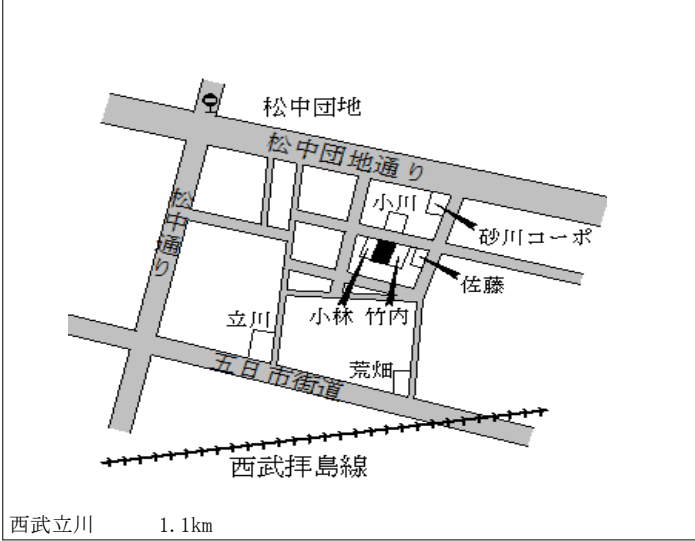 松中団地
松中団地通り
松中通り
小川
砂川コーポ
佐藤
立川
小林
竹内
荒畑
五日市街道
西武拝島線
西武立川 1.1km